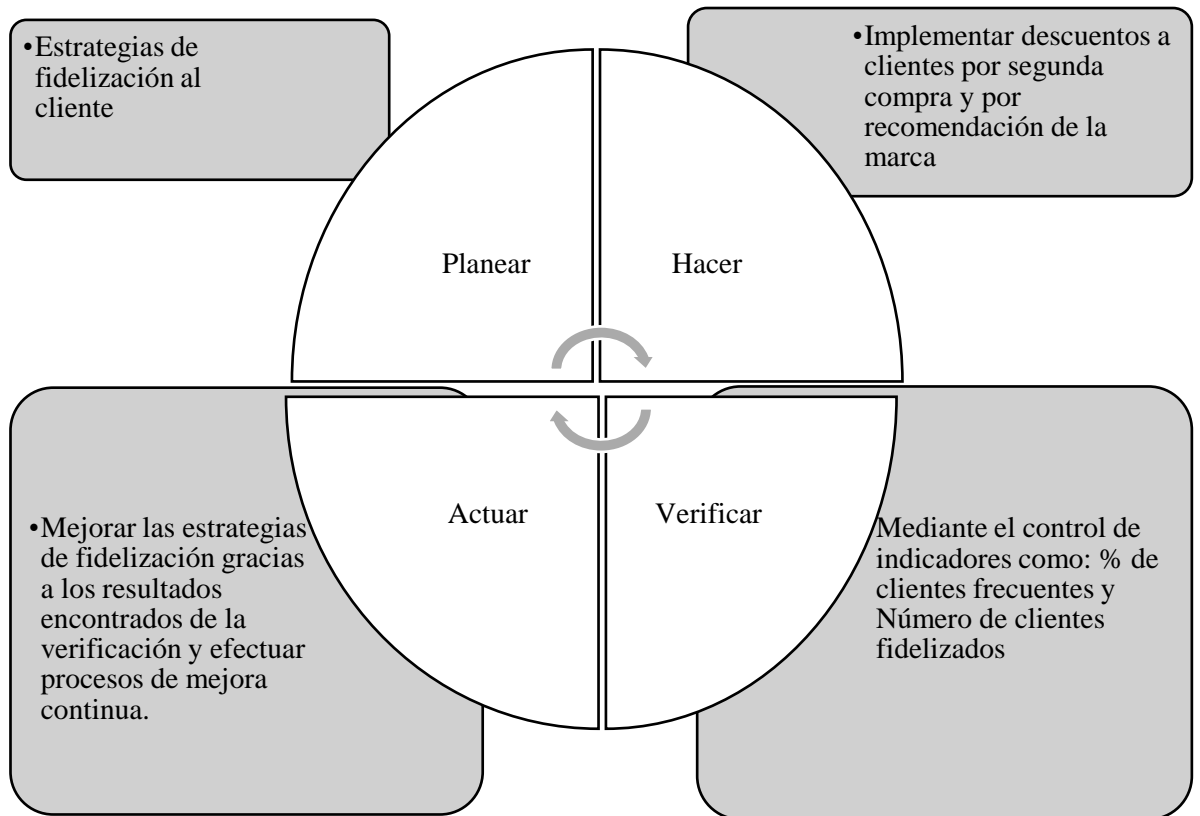 •Estrategias de
fidelización al
cliente
•Implementar descuentos a
clientes por segunda
compra y por
recomendación de la
marca
Planear
Hacer
Actuar
Verificar
•Mejorar las estrategias
de fidelización gracias
a los resultados
encontrados de la
verificación y efectuar
procesos de mejora
continua.
Mediante el control de
indicadores como: % de
clientes frecuentes y
Número de clientes
fidelizados